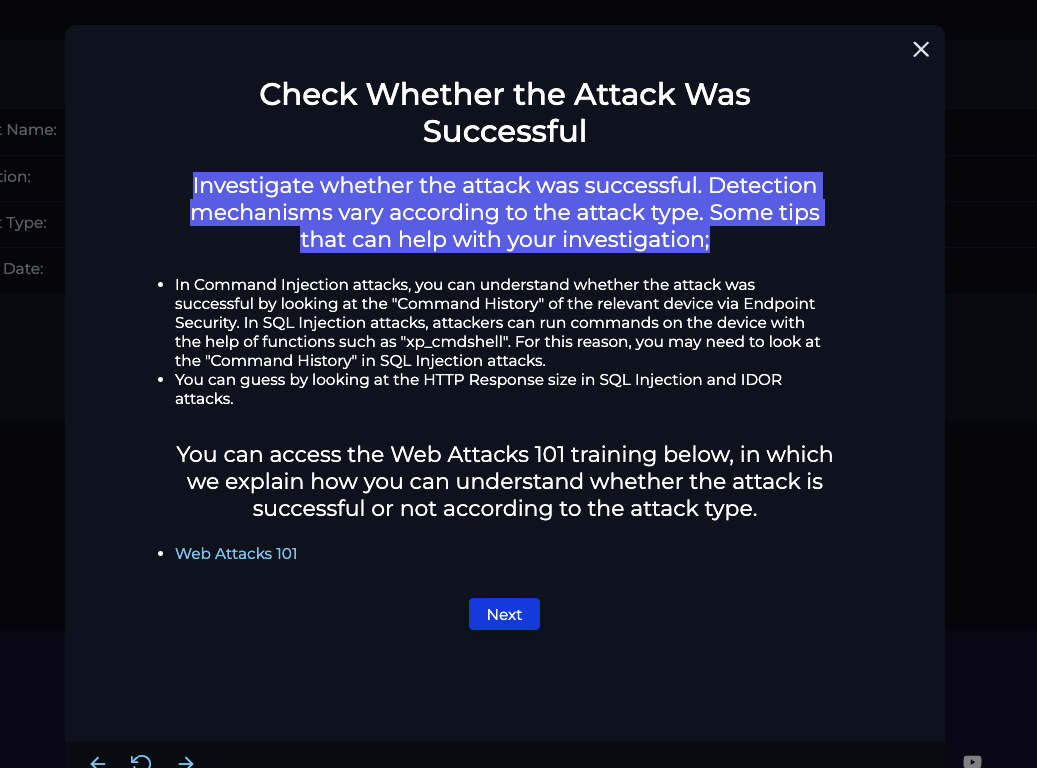 Check Whether the Attack Was
Successful
Investigate whether the attack was successful. Detection
mechanisms vary according to the attack type. Some tips
that can help with your investigation;
Name:
tion:
Type:
Date:
In Command Injection attacks, you can understand whether the attack was
successful by looking at the "Command History" of the relevant device via Endpoint
Security. In SQL Injection attacks, attackers can run commands on the device with
the help of functions such as "xp_cmdshell". For this reason, you may need to look at
the "Command History" in SQL Injection attacks.
You can guess by looking at the HTTP Response size in SQL Injection and IDOR
attacks.
You can access the Web Attacks 101 training below, in which
we explain how you can understand whether the attack is
successful or not according to the attack type.
Web Attacks 101
Next